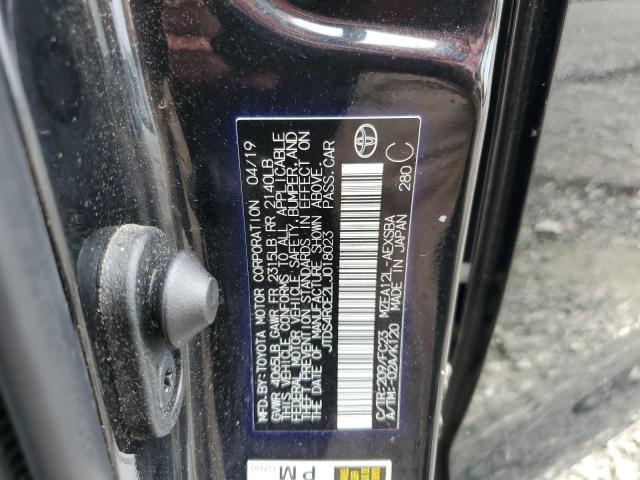 MFD.BY: TOYOTA MOTOR CORPORATION 04/19
GVWR 4065LB GAWR FR 2315LB RR 2140LB
THIS VEHICLE CONFORMS TO ALL APPLICABLE
FEDERAL MOTOR VEHICLE SAFETY, BUMPER, AND
THEFT PREVENTION STANDARDS IN EFFECT ON
THE DATE OF MANUFACTURE SHOWN ABOVE.
JTDS4RCE2LJ018023 PASS.CAR
C/TR:209/FC23 MZEA12L-AEXSBA
A/TM:-02A/K120 MADE IN JAPAN 280 C
PM